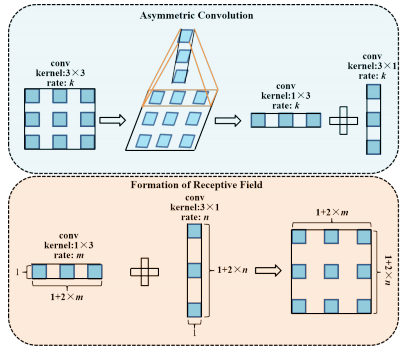 Asymmetric Convolution
conv
kernel:3×3
rate: k
conv
kernel:1×3
rate: k
conv
kernel:3×1
rate: k
Formation of Receptive Field
conv
kernel:1×3
rate: m
1
1+2×m
conv
kernel:3×1
rate: n
1+2×n
1
1+2×m
1+2×n